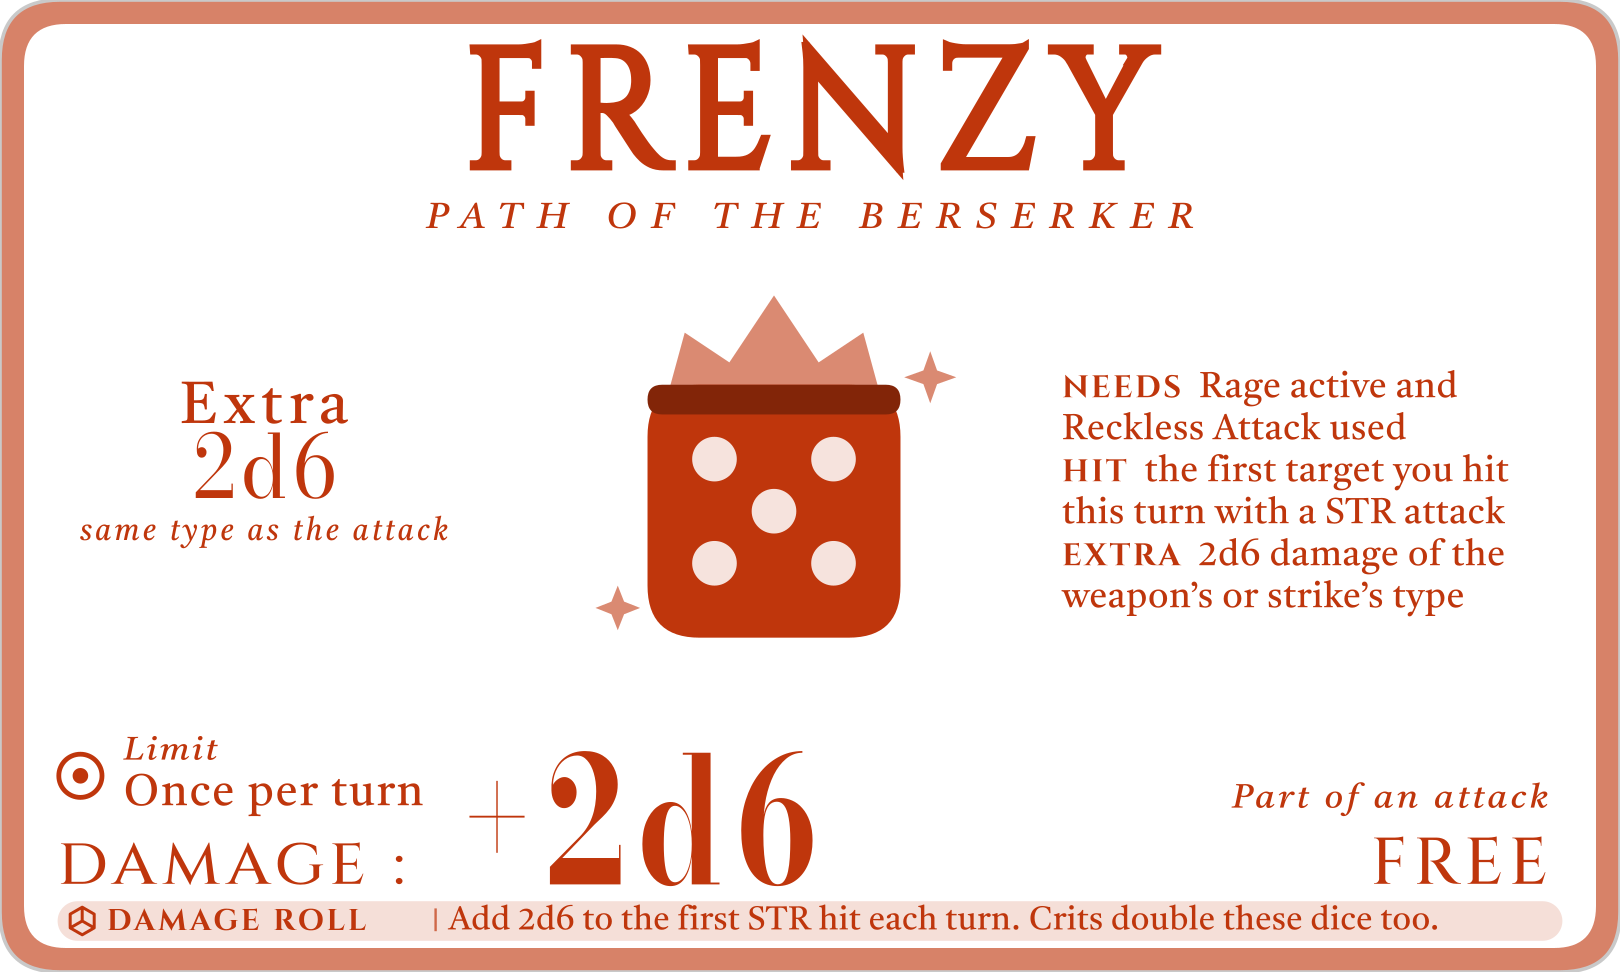 FRENZY
PATH OF THE BERSERKER
Extra
2d6
same type as the attack
NEEDS Rage active and
Reckless Attack used
HIT the first target you hit
this turn with a STR attack
EXTRA 2d6 damage of the
weapon’s or strike’s type
Limit
Once per turn
DAMAGE :
+2d6
Part of an attack
FREE
DAMAGE ROLL | Add 2d6 to the first STR hit each turn. Crits double these dice too.